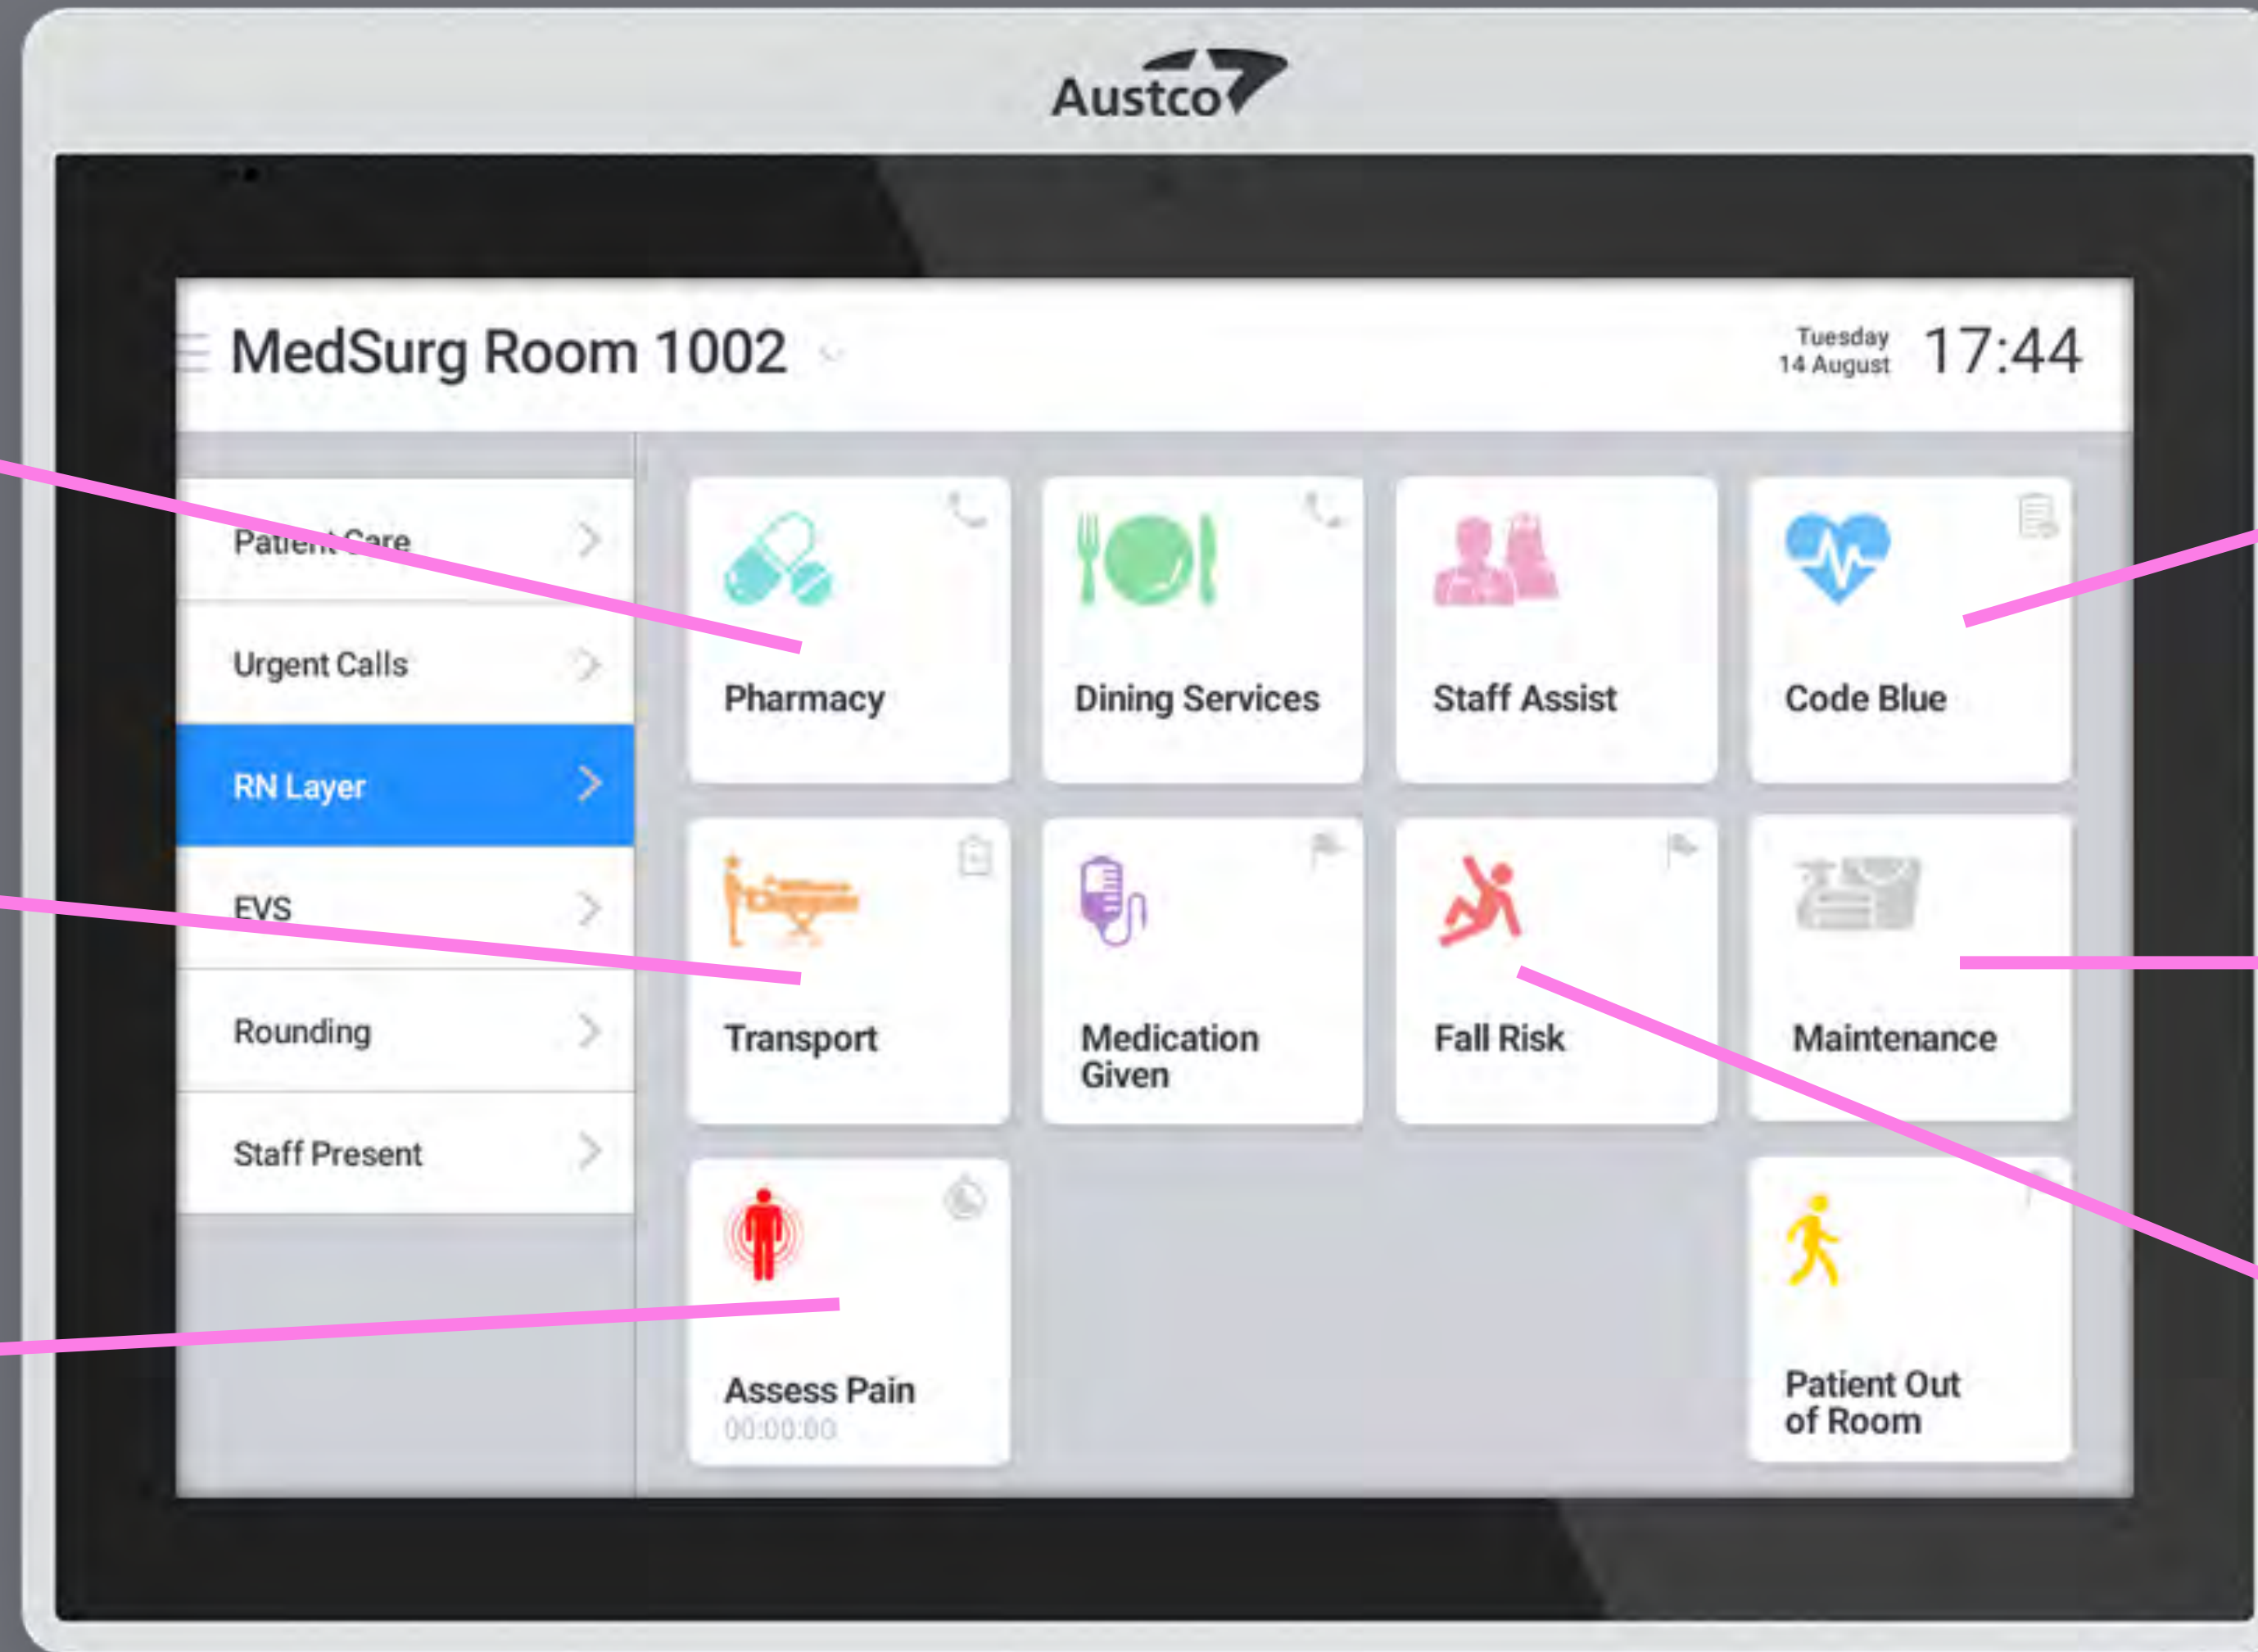 Austco
MedSurg Room 1002
Tuesday
14 August
17:44
Patient Care
Urgent Calls
RN Layer
EVS
Rounding
Staff Present
Pharmacy
Dining Services
Staff Assist
Code Blue
Transport
Medication
Given
Fall Risk
Maintenance
Assess Pain
00:00:00
Patient Out
of Room